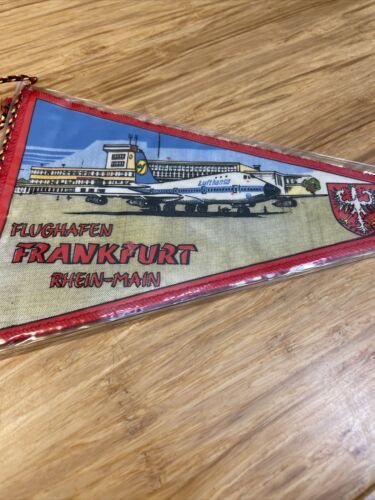 Lufthansa
FLUGHAFEN
FRANKFURT
RHEIN-MAIN